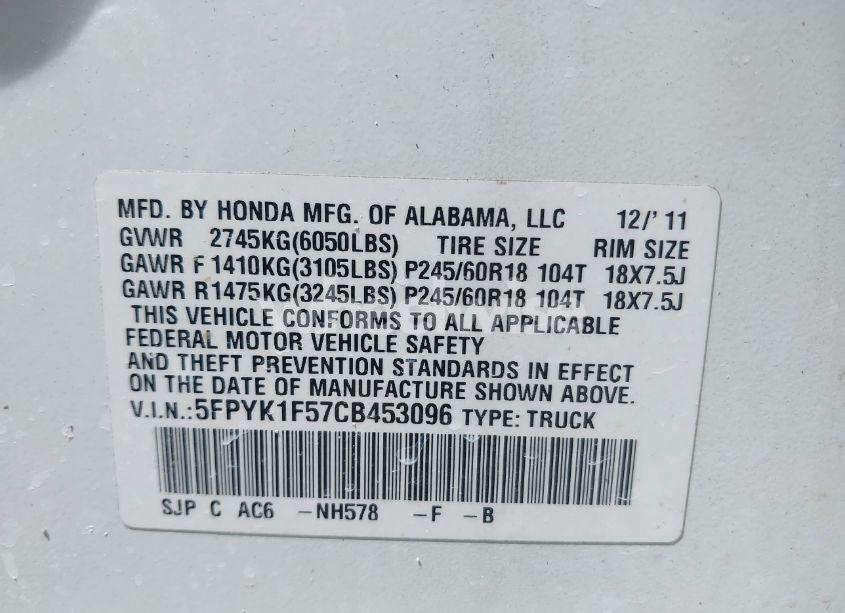 MFD. BY HONDA MFG. OF ALABAMA, LLC 12/'11
GVWR 2745KG(6050LBS) TIRE SIZE RIM SIZE
GAWR F 1410KG(3105LBS) P245/60R18 104T 18X7.5J
GAWR R 1475KG(3245LBS) P245/60R18 104T 18X7.5J
THIS VEHICLE CONFORMS TO ALL APPLICABLE
FEDERAL MOTOR VEHICLE SAFETY
AND THEFT PREVENTION STANDARDS IN EFFECT
ON THE DATE OF MANUFACTURE SHOWN ABOVE.
V.I.N.:5FPYK1F57CB453096 TYPE: TRUCK
SJP C AC6 -NH578 -F -B